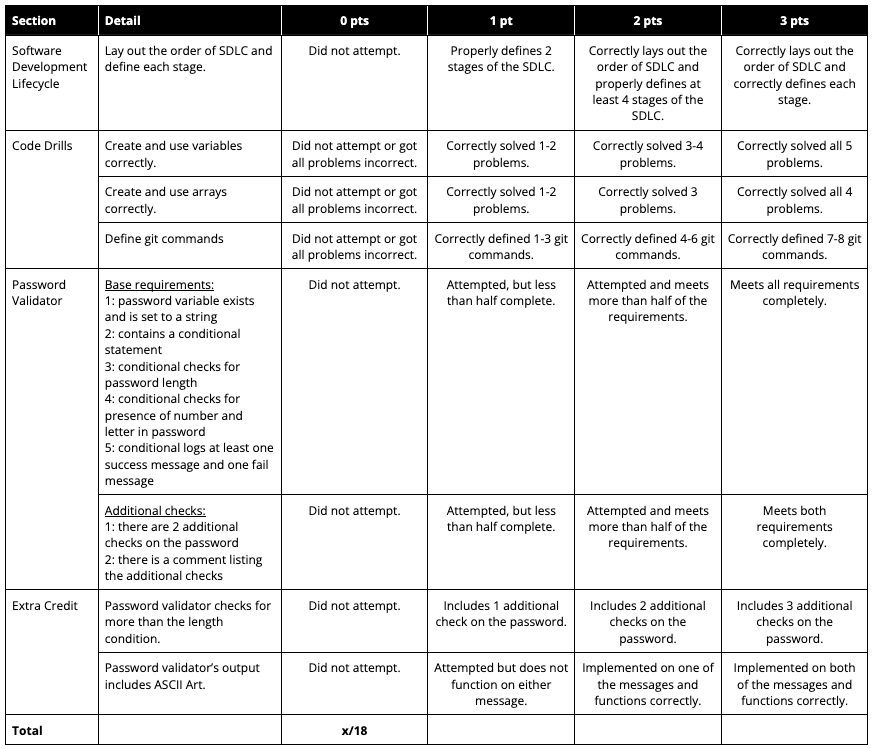 Section Detail 0 pts 1 pt 2 pts 3 pts
Software
Development
Lifecycle
Lay out the order of SDLC and
define each stage.
Did not attempt.
Properly defines 2
stages of the SDLC.
Correctly lays out the
order of SDLC and
properly defines at
least 4 stages of the
SDLC.
Correctly lays out the
order of SDLC and
correctly defines each
stage.
Code Drills
Create and use variables
correctly.
Did not attempt or got
all problems incorrect.
Correctly solved 1-2
problems.
Correctly solved 3-4
problems.
Correctly solved all 5
problems.
Create and use arrays
correctly.
Did not attempt or got
all problems incorrect.
Correctly solved 1-2
problems.
Correctly solved 3
problems.
Correctly solved all 4
problems.
Define git commands
Did not attempt or got
all problems incorrect.
Correctly defined 1-3 git
commands.
Correctly defined 4-6 git
commands.
Correctly defined 7-8 git
commands.
Password
Validator
Base requirements:
1: password variable exists
and is set to a string
2: contains a conditional
statement
3: conditional checks for
password length
4: conditional checks for
presence of number and
letter in password
5: conditional logs at least one
success message and one fail
message
Did not attempt.
Attempted, but less
than half complete.
Attempted and meets
more than half of the
requirements.
Meets all requirements
completely.
Additional checks:
1: there are 2 additional
checks on the password
2: there is a comment listing
the additional checks
Did not attempt.
Attempted, but less
than half complete.
Attempted and meets
more than half of the
requirements.
Meets both
requirements
completely.
Extra Credit
Password validator checks for
more than the length
condition.
Did not attempt.
Includes 1 additional
check on the password.
Includes 2 additional
checks on the
password.
Includes 3 additional
checks on the
password.
Password validator's output
includes ASCII Art.
Did not attempt.
Attempted but does not
function on either
message.
Implemented on one of
the messages and
functions correctly.
Implemented on both
of the messages and
functions correctly.
Total x/18